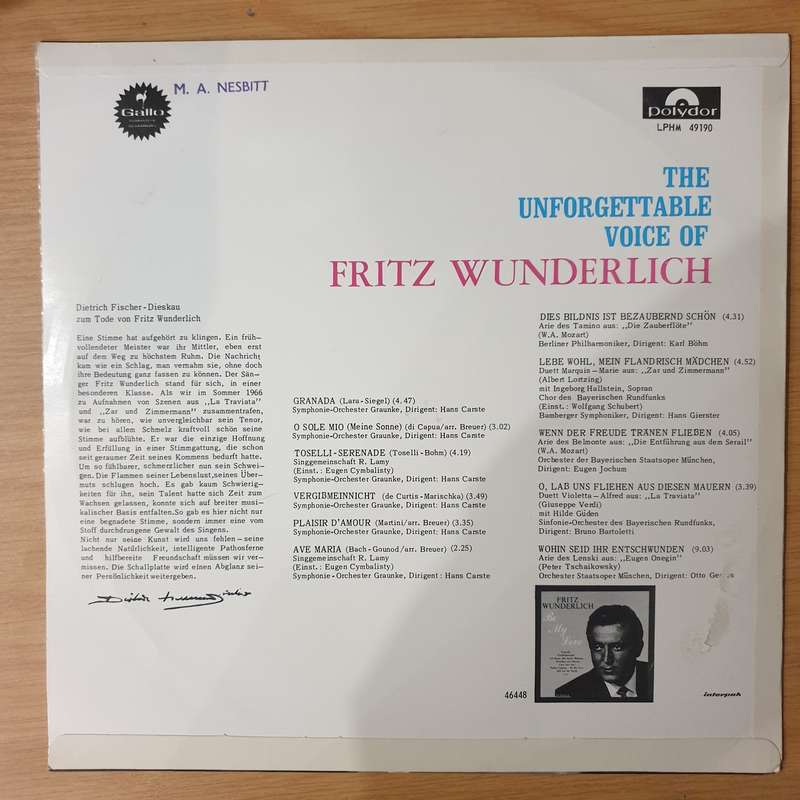 M. A. NESBITT
Gallo
polydor
LPHM 49190
THE
UNFORGETTABLE
VOICE OF
FRITZ WUNDERLICH
Dietrich Fischer-Dieskau
zum Tode von Fritz Wunderlich
Eine Stimme hat aufgehört zu klingen. Ein früh-
vollendeter Meister war ihr Mittler, eben erst
auf dem Weg zu höchstem Ruhm. Die Nachricht
kam wie ein Schlag, man vernahm sie, ohne doch
ihre Bedeutung ganz fassen zu können. Der Sän-
ger Fritz Wunderlich stand für sich, in einer
besonderen Klasse. Als wir im Sommer 1966
zu Aufnahmen von Szenen aus „La Traviata"
und „Zar und Zimmermann" zusammentrafen,
war zu hören, wie unvergleichbar sein Tenor,
wie bei allem Schmelz kraftvoll schön seine
Stimme aufblühte. Er war die einzige Hoffnung
und Erfüllung in einer Stimmgattung, die schon
seit geraumer Zeit seines Kommens bedurft hatte.
Um so fühlbarer, schmerzlicher nun sein Schwei-
gen. Die Flammen seiner Lebenslust, seines Über-
muts schlugen hoch. Es gab kaum Schwierig-
keiten für ihn, sein Talent hatte sich Zeit zum
Wachsen gelassen, konnte sich auf breiter musi-
kalischer Basis entfalten. So gab es hier nicht nur
eine begnadete Stimme, sondern immer eine vom
Stoff durchdrungene Gewalt des Singens.
Nicht nur seine Kunst wird uns fehlen – seine
lachende Natürlichkeit, intelligente Pathosferne
und hilfbereite Freundschaft müssen wir ver-
missen. Die Schallplatte wird einen Abglanz sei-
ner Persönlichkeit weitergeben.
GRANADA (Lara-Siegel) (4. 47)
Symphonie-Orchester Graunke, Dirigent: Hans Carste
O SOLE MIO (Meine Sonne) (di Capua/arr. Breuer) (3.02)
Symphonie-Orchester Graunke, Dirigent: Hans Carste
TOSELLI-SERENADE (Toselli-Bohm) (4.19)
Singgemeinschaft R. Lamy
(Einst.: Eugen Cymbalisty)
Symphonie-Orchester Graunke, Dirigent: Hans Carste
VERGIBMEINNICHT (de Curtis-Marischka) (3.49)
Symphonie-Orchester Graunke, Dirigent: Hans Carste
PLAISIR D'AMOUR (Martini/arr. Breuer) (3.35)
Symphonie-Orchester Graunke, Dirigent: Hans Carste
AVE MARIA (Bach-Gounod/arr. Breuer) (2.25)
Singgemeinschaft R. Lamy
(Einst.: Eugen Cymbalisty)
Symphonie-Orchester Graunke, Dirigent: Hans Carste
DIES BILDNIS IST BEZAUBERND SCHÖN (4.31)
Arie des Tamino aus: „Die Zauberflöte"
(W.A. Mozart)
Berliner Philharmoniker, Dirigent: Karl Böhm
LEBE WOHL, MEIN FLANDRISCH MÄDCHEN (4.52)
Duett Marquis – Marie aus: „Zar und Zimmermann"
(Albert Lortzing)
mit Ingeborg Hallstein, Sopran
Chor des Bayerischen Rundfunks
(Einst.: Wolfgang Schubert)
Bamberger Symphoniker, Dirigent: Hans Gierster
WENN DER FREUDE TRÄNEN FLIEBEN (4.05)
Arie des Belmonte aus: „Die Entführung aus dem Serail"
(W.A. Mozart)
Orchester der Bayerischen Staatsoper München,
Dirigent: Eugen Jochum
O, LAB UNS FLIEHEN AUS DIESEN MAUERN (3.39)
Duett Violetta – Alfred aus: „La Traviata"
(Giuseppe Verdi)
mit Hilde Güden
Sinfonie-Orchester des Bayerischen Rundfunks,
Dirigent: Bruno Bartoletti
WOHIN SEID IHR ENTSCHWUNDEN (9.03)
Arie des Lenski aus: „Eugen Onegin"
(Peter Tschaikowsky)
Orchester Staatsoper München, Dirigent: Otto
FRITZ
WUNDERLICH
Be
My
Love
46448
interpak